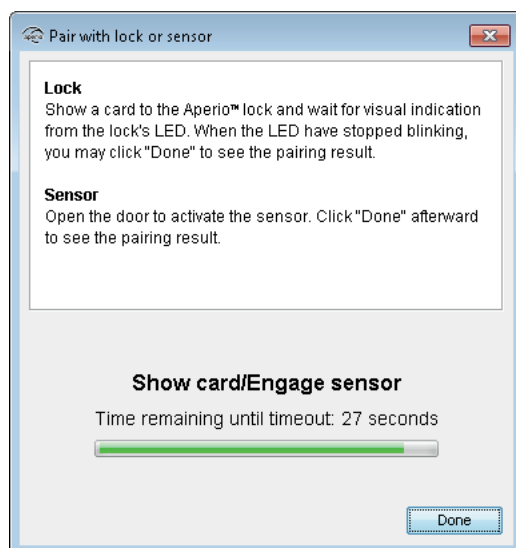 Pair with lock or sensor
Lock
Show a card to the Aperio™ lock and wait for visual indication
from the lock's LED. When the LED have stopped blinking,
you may click "Done" to see the pairing result.
Sensor
Open the door to activate the sensor. Click "Done" afterward
to see the pairing result.
Show card/Engage sensor
Time remaining until timeout: 27 seconds
Done